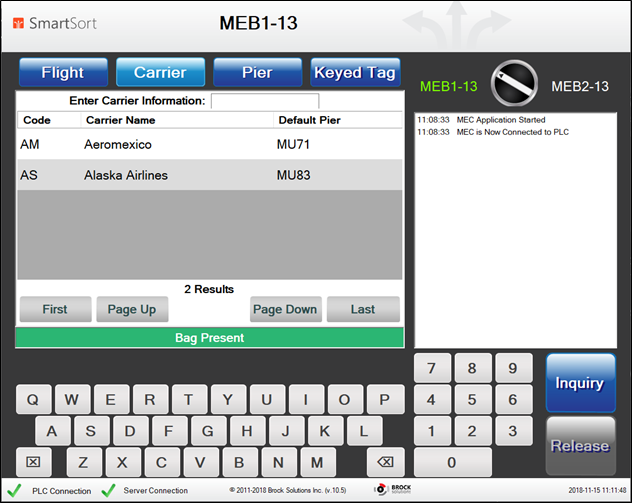 SmartSort
MEB1-13
Flight Carrier Pier Keyed Tag
MEB1-13 MEB2-13
Enter Carrier Information:
Code Carrier Name Default Pier
AM Aeromexico MU71
AS Alaska Airlines MU83
2 Results
First Page Up Page Down Last
Bag Present
11:08:33 MEC Application Started
11:08:33 MEC is Now Connected to PLC
Q W E R T Y U I O P
A S D F G H J K L
Z X C V B N M
7 8 9
4 5 6
1 2 3
0
Inquiry
Release
PLC Connection Server Connection © 2011-2018 Brock Solutions Inc. (v.10.5) BROCK SOLUTIONS 2018-11-15 11:11:48